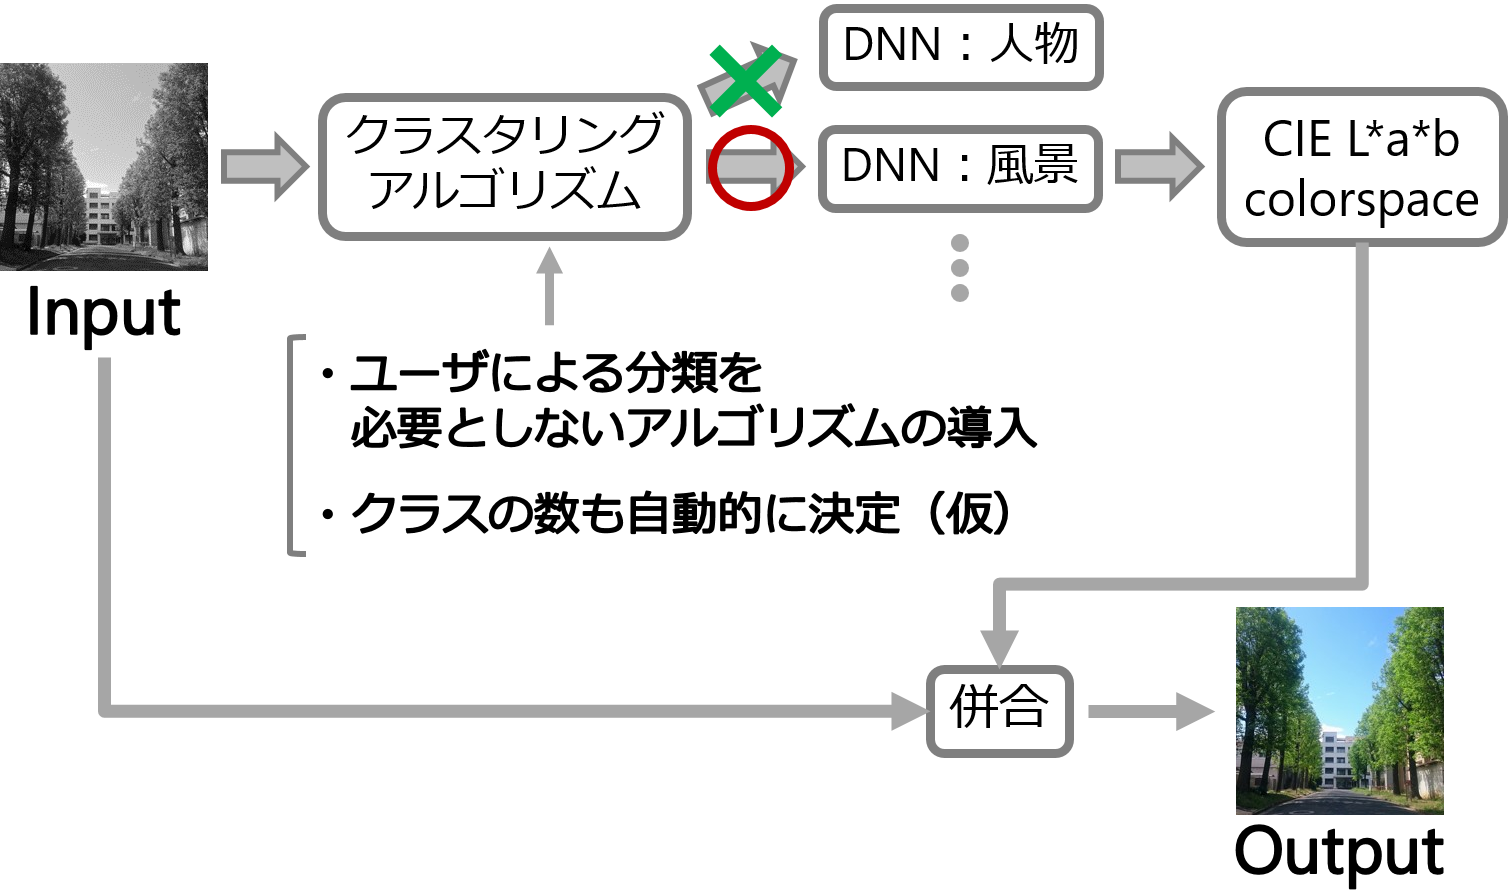 DNN：人物
クラスタリング
アルゴリズム
DNN：風景
CIE L*a*b
colorspace
Input
・ユーザによる分類を
必要としないアルゴリズムの導入
・クラスの数も自動的に決定（仮）
併合
Output